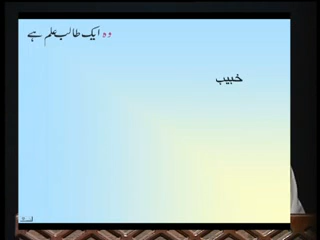 وہ ایک طالب علم ہے
خبیب